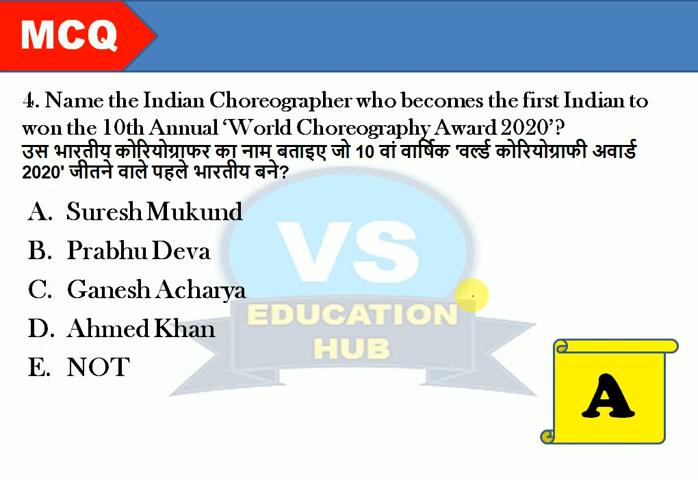 MCQ
4. Name the Indian Choreographer who becomes the first Indian to
won the 10th Annual ‘World Choreography Award 2020’?
उस भारतीय कोरियोग्राफर का नाम बताइए जो 10 वां वार्षिक 'वर्ल्ड कोरियोग्राफी अवार्ड
2020' जीतने वाले पहले भारतीय बने?
A. Suresh Mukund
B. Prabhu Deva
C. Ganesh Acharya
D. Ahmed Khan
E. NOT
VS
EDUCATION
HUB
A